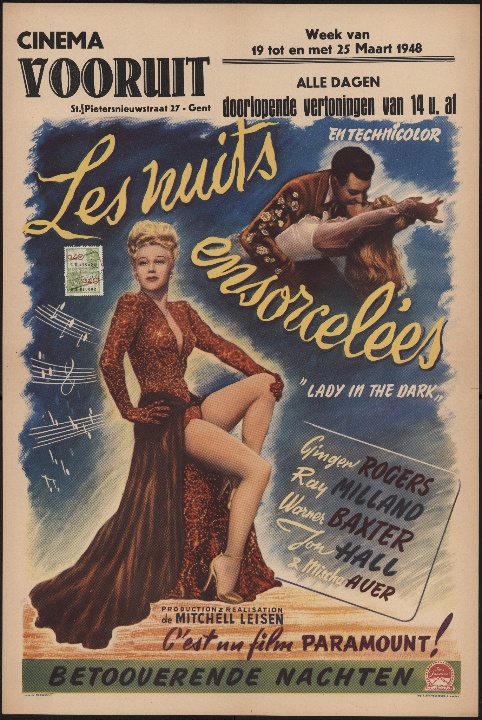 CINEMA
VOORUIT
St. Pietersnieuwstraat 27 - Gent
Week van
19 tot en met 25 Maart 1948
ALLE DAGEN
doorlopende vertoningen van 14 u. af
EN TECHNICOLOR
Les nuits
ensorcelées
"LADY IN THE DARK"
Ginger ROGERS
Ray MILLAND
Warner BAXTER
Jon HALL
& Mischa AUER
PRODUCTION & REALISATION
de MITCHELL LEISEN
C'est un film PARAMOUNT!
BETOOVERENDE NACHTEN